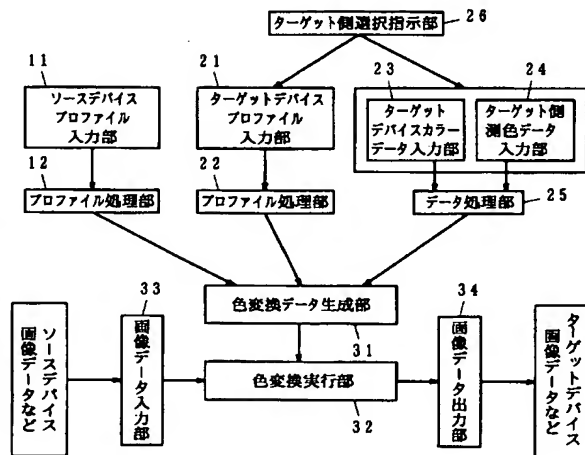 ターゲット側選択指示部
26
11
21
23
24
ソースデバイス
プロファイル
入力部
ターゲットデバイス
プロファイル
入力部
ターゲット
デバイスカラー
データ入力部
ターゲット側
測色データ
入力部
12
22
25
プロファイル処理部
プロファイル処理部
データ処理部
33
34
色変換データ生成部
31
ソースデバイス
画像データなど
画像データ入力部
色変換実行部
32
画像データ出力部
ターゲットデバイス
画像データなど